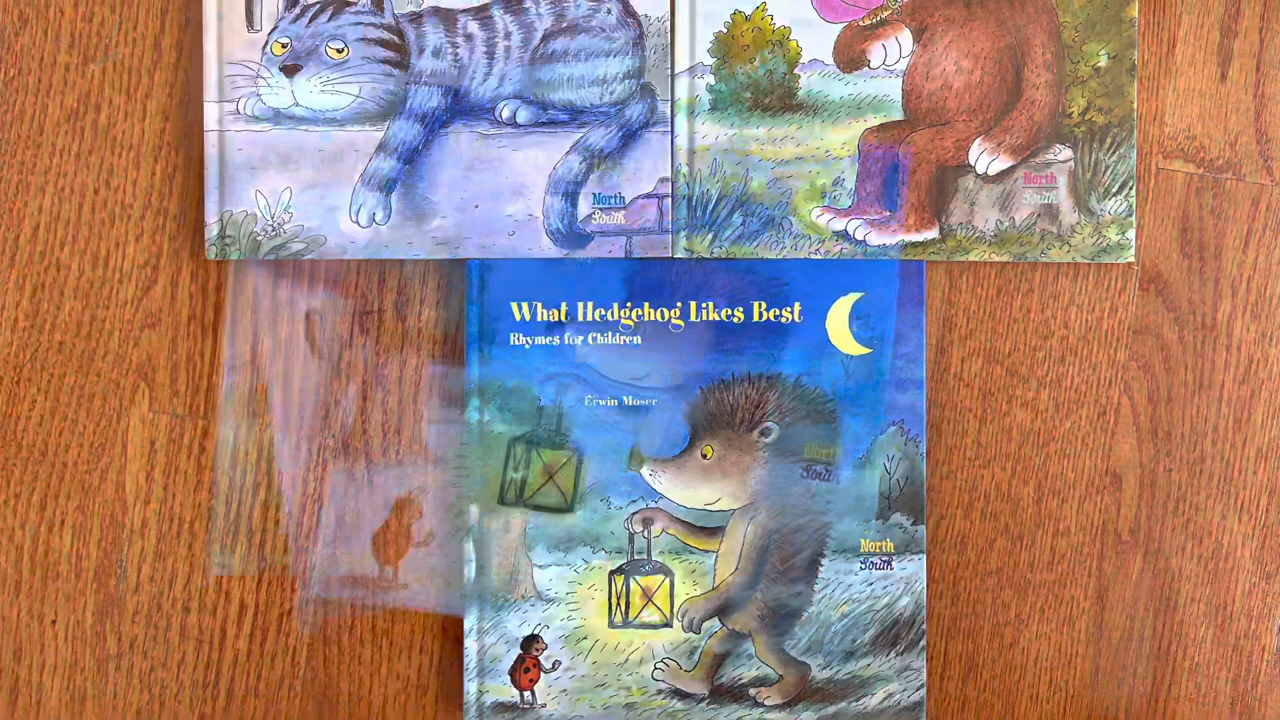 North
South
North
South
What Hedgehog Likes Best
Rhymes for Children
Erwin Moser
North
South
North
South